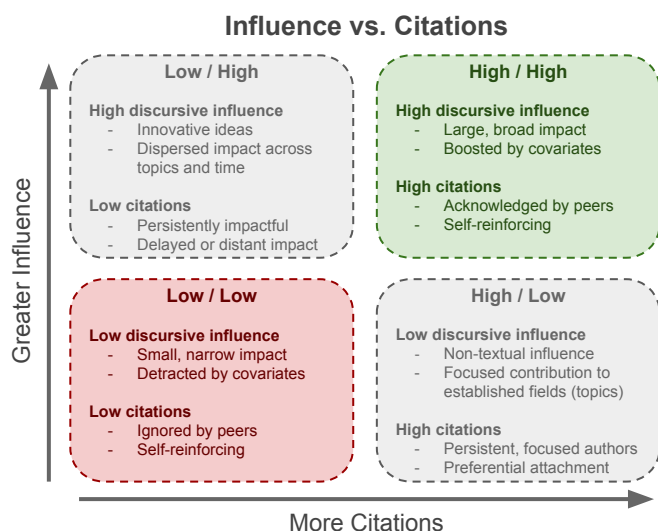 Influence vs. Citations
Greater Influence
Low / High
High discursive influence
- Innovative ideas
- Dispersed impact across
topics and time
Low citations
- Persistently impactful
- Delayed or distant impact
High / High
High discursive influence
- Large, broad impact
- Boosted by covariates
High citations
- Acknowledged by peers
- Self-reinforcing
Low / Low
Low discursive influence
- Small, narrow impact
- Detracted by covariates
Low citations
- Ignored by peers
- Self-reinforcing
High / Low
Low discursive influence
- Non-textual influence
- Focused contribution to
established fields (topics)
High citations
- Persistent, focused authors
- Preferential attachment
More Citations